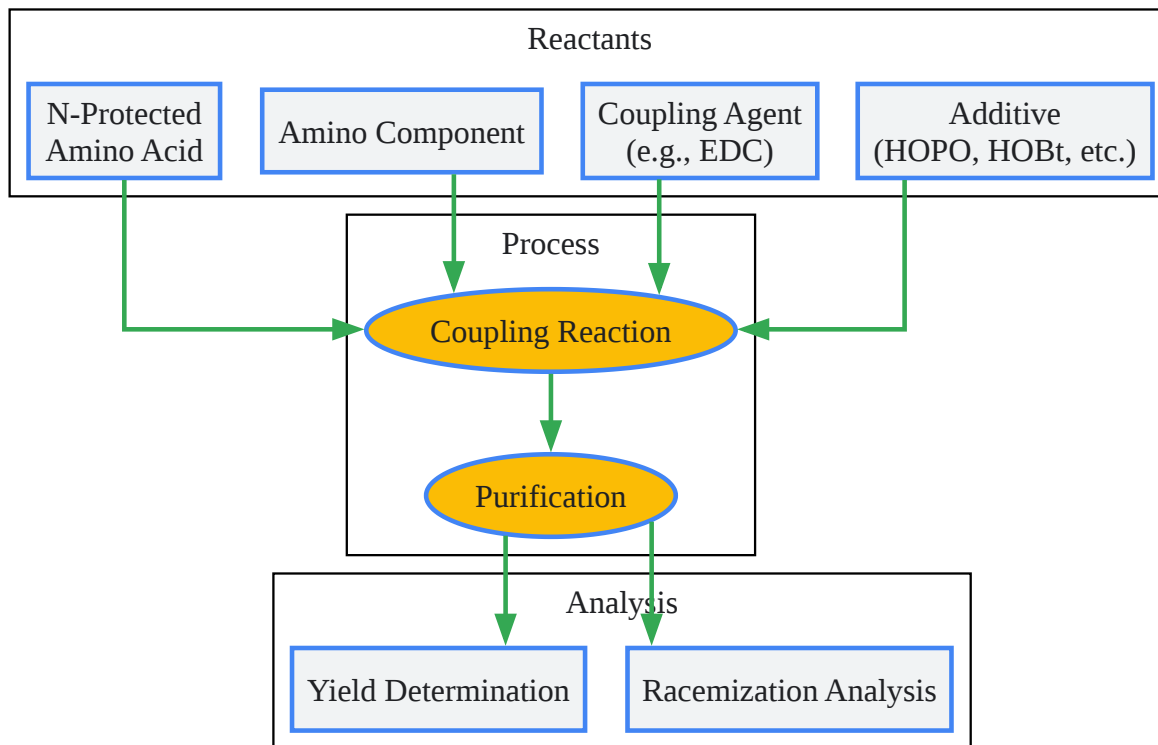 Reactants
N-Protected
Amino Acid
Amino Component
Coupling Agent
(e.g., EDC)
Additive
(HOPO, HOBt, etc.)
Process
Coupling Reaction
Purification
Analysis
Yield Determination
Racemization Analysis